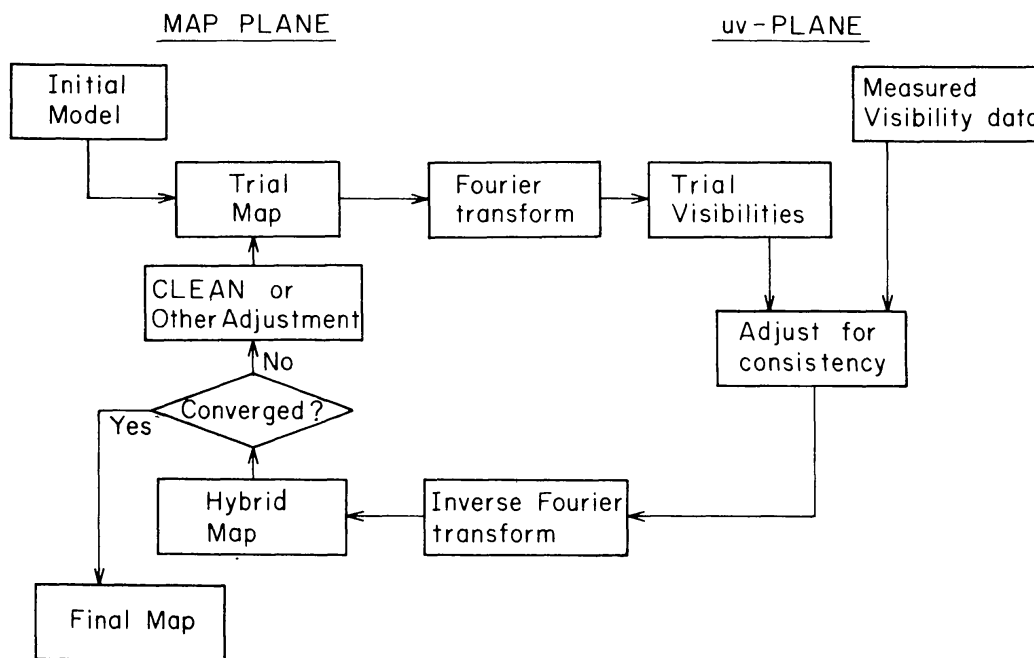 MAP PLANE
uv-PLANE
Initial
Model
Measured
Visibility data
Trial
Map
Fourier
transform
Trial
Visibilities
CLEAN or
Other Adjustment
Adjust for
consistency
No
Converged?
Yes
Hybrid
Map
Inverse Fourier
transform
Final Map